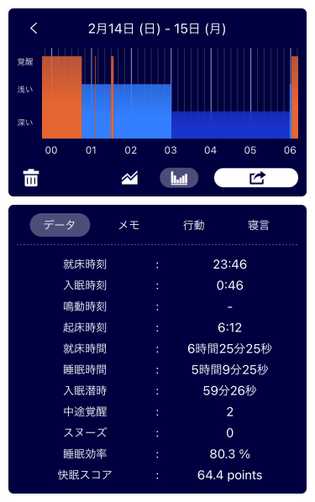 2月14日 (日) - 15日 (月)
覚醒
浅い
深い
00 01 02 03 04 05 06
データ メモ 行動 寝言
就床時刻 : 23:46
入眠時刻 : 0:46
鳴動時刻 : -
起床時刻 : 6:12
就床時間 : 6時間25分25秒
睡眠時間 : 5時間9分25秒
入眠潜時 : 59分26秒
中途覚醒 : 2
スヌーズ : 0
睡眠効率 : 80.3 %
快眠スコア : 64.4 points